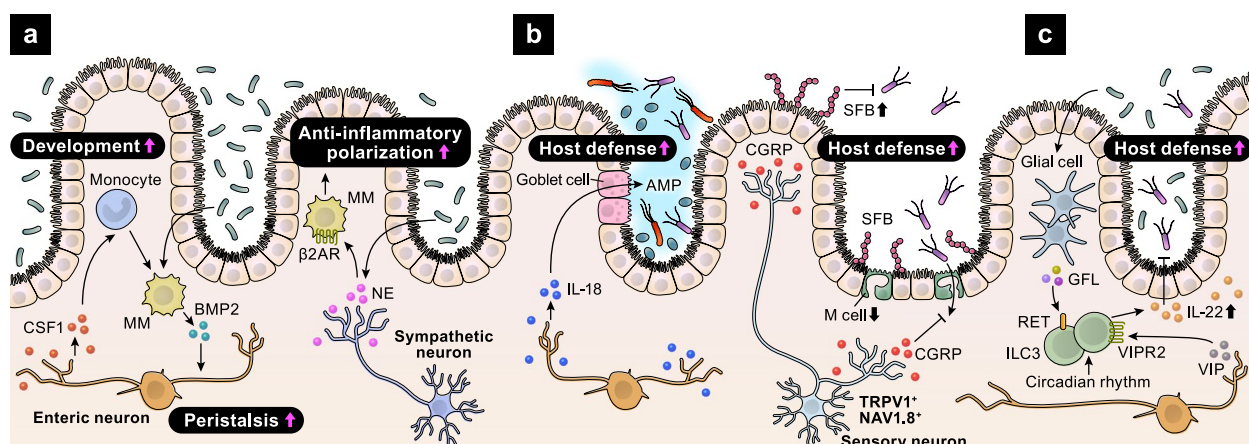 a
b
c
Development
Anti-inflammatory
polarization
Monocyte
MM
β2AR
MM
BMP2
CSF1
NE
Sympathetic
neuron
Enteric neuron
Peristalsis
Host defense
Goblet cell
AMP
IL-18
SFB
CGRP
Host defense
SFB
M cell
CGRP
TRPV1⁺
NAV1.8⁺
Sensory neuron
Glial cell
Host defense
GFL
RET
IL-22
ILC3
VIPR2
VIP
Circadian rhythm